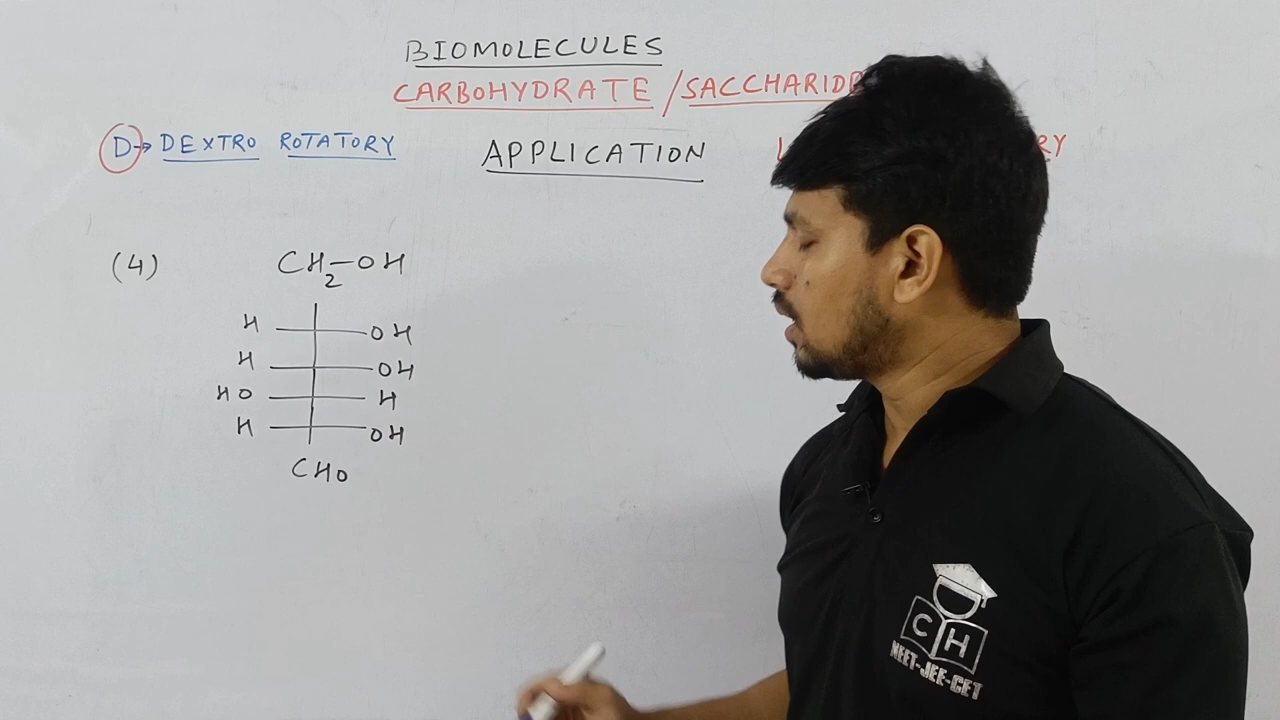 BIOMOLECULES
CARBOHYDRATE / SACCHARIDE
D→ DEXTRO ROTATORY
APPLICATION
(4)
CH2-OH
H OH
H OH
HO H
H OH
CHO
CH
NEET-JEE-CET